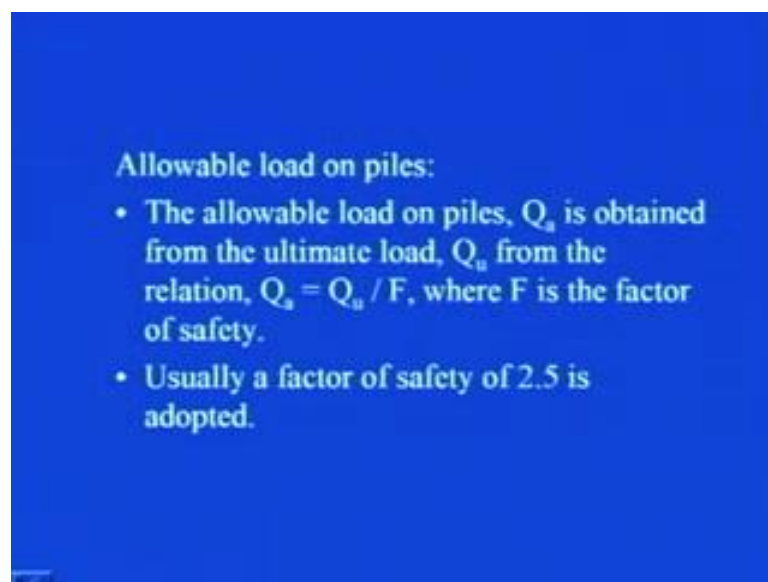 Allowable load on piles:
• The allowable load on piles, Qa is obtained
from the ultimate load, Qu from the
relation, Qa = Qu / F, where F is the factor
of safety.
• Usually a factor of safety of 2.5 is
adopted.